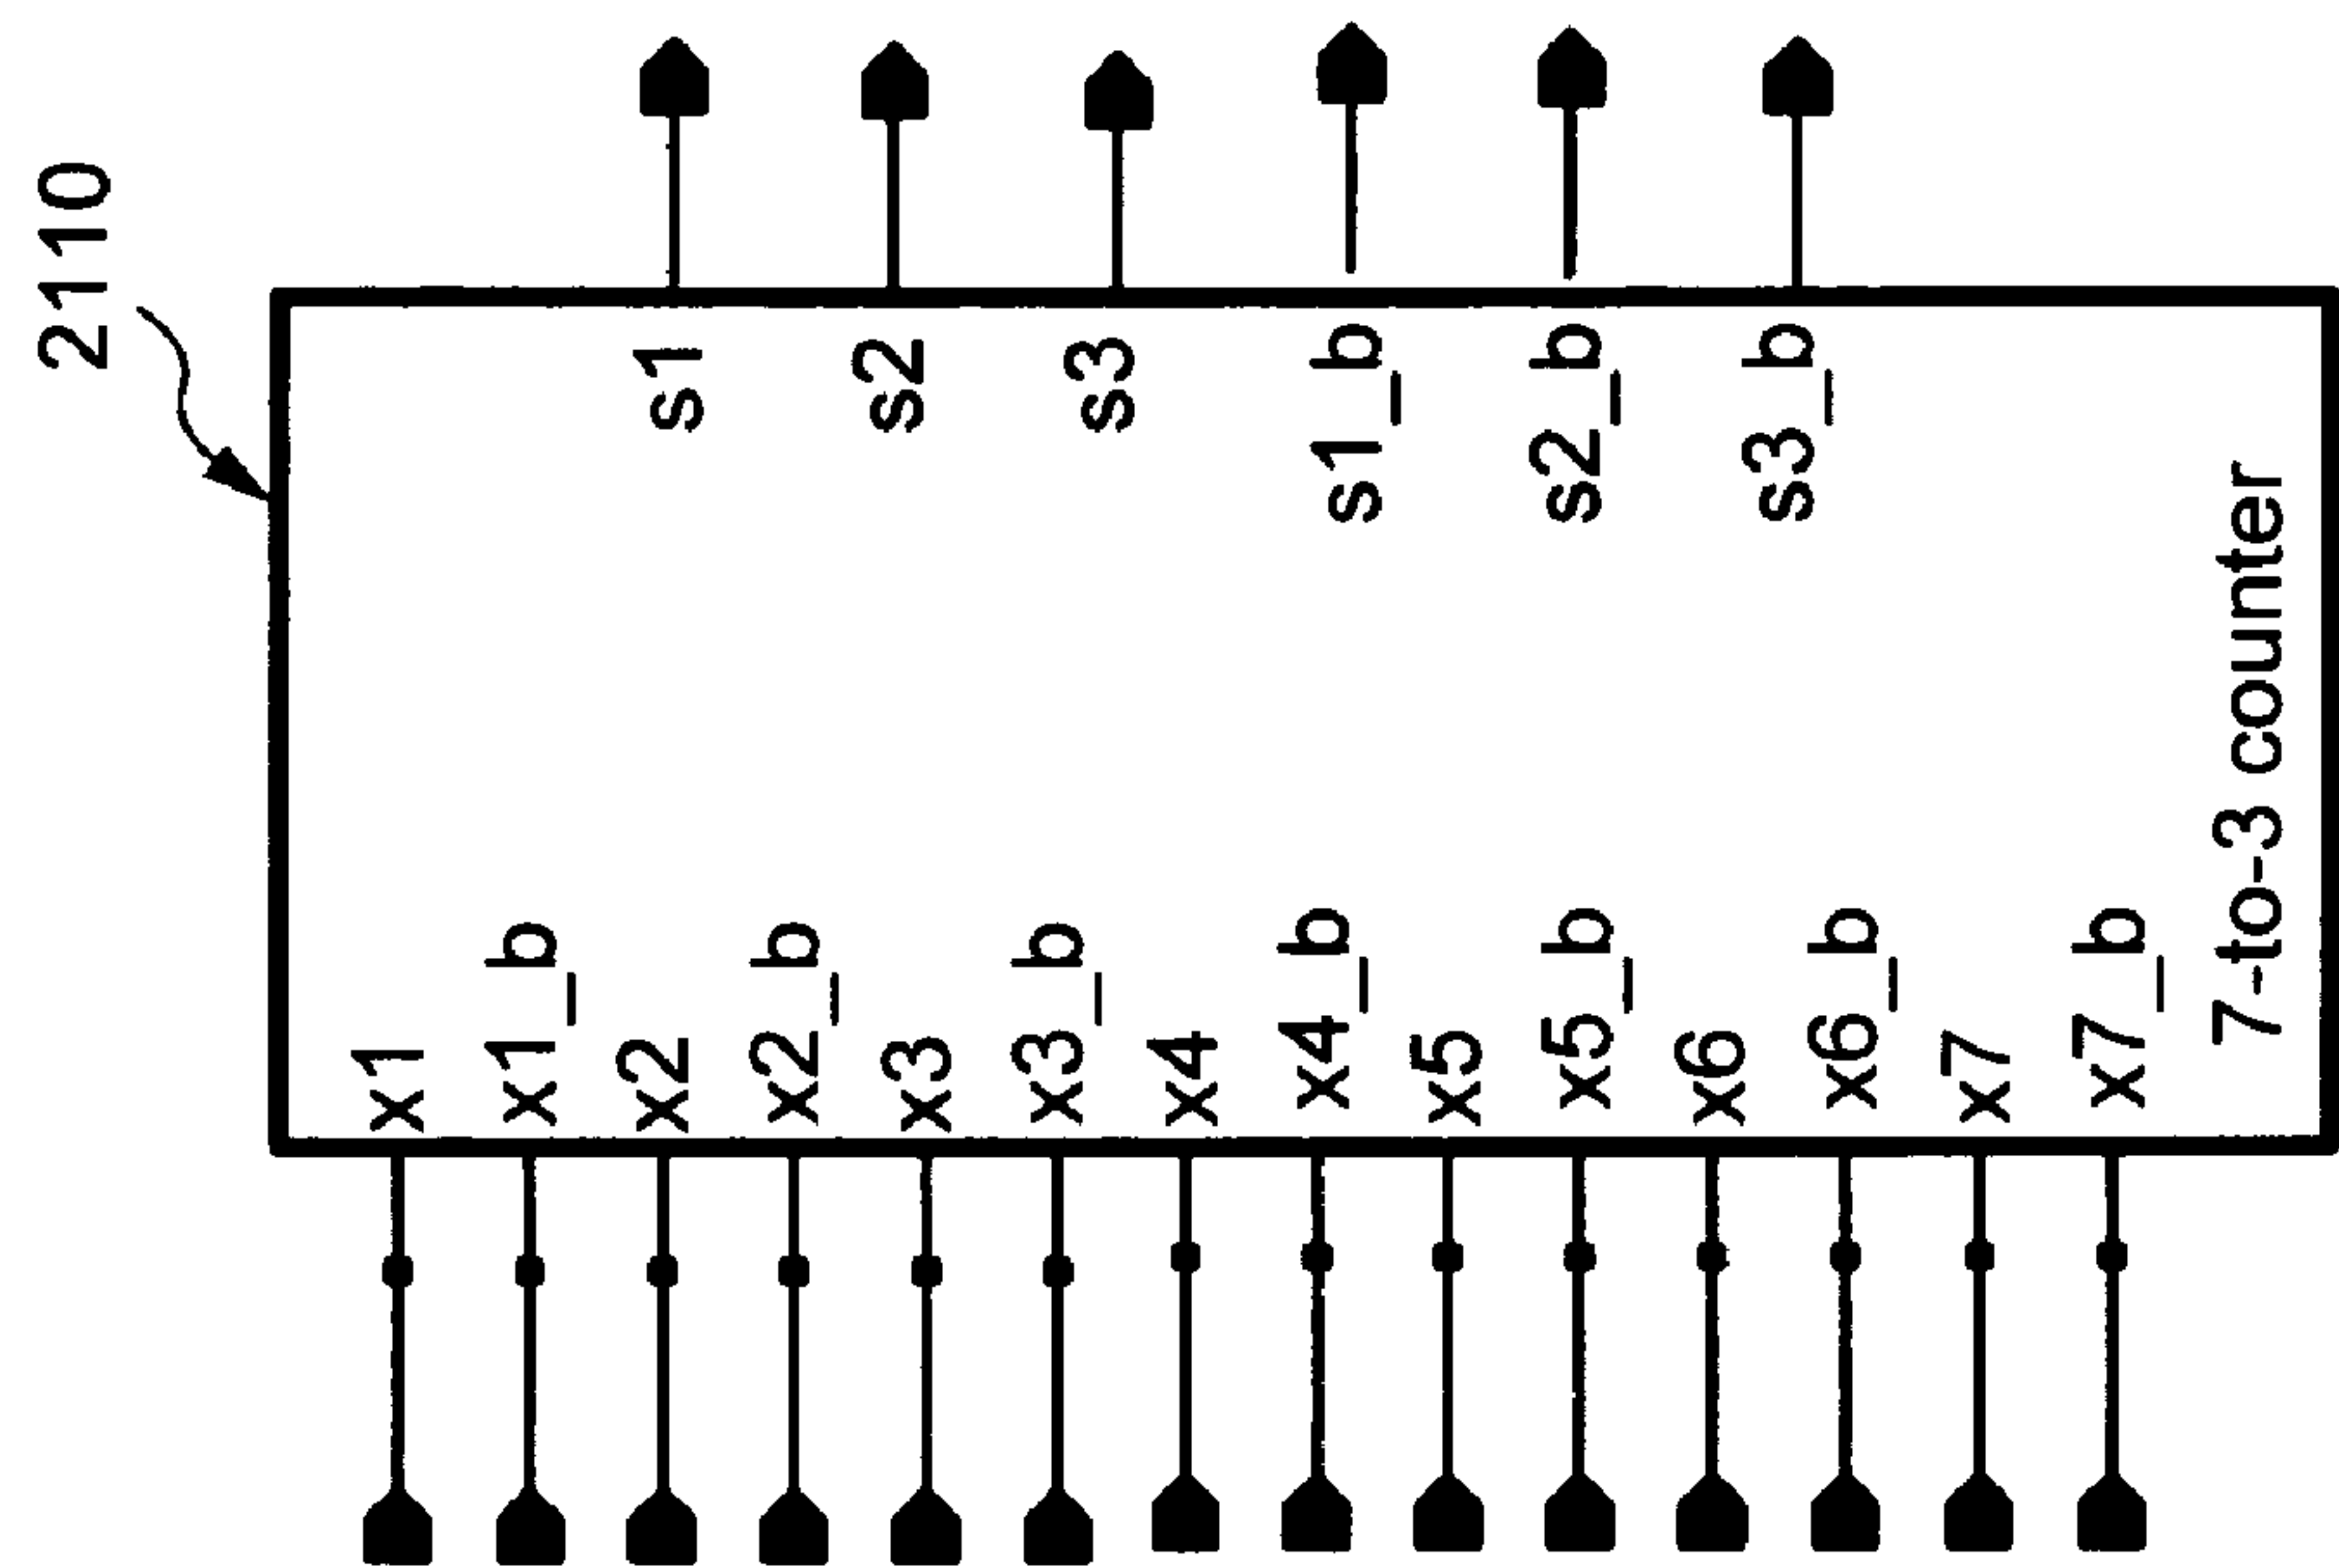 2110
x1
x1_b
x2
x2_b
x3
x3_b
x4
x4_b
x5
x5_b
x6
x6_b
x7
x7_b
s1
s2
s3
s1_b
s2_b
s3_b
7-to-3 counter